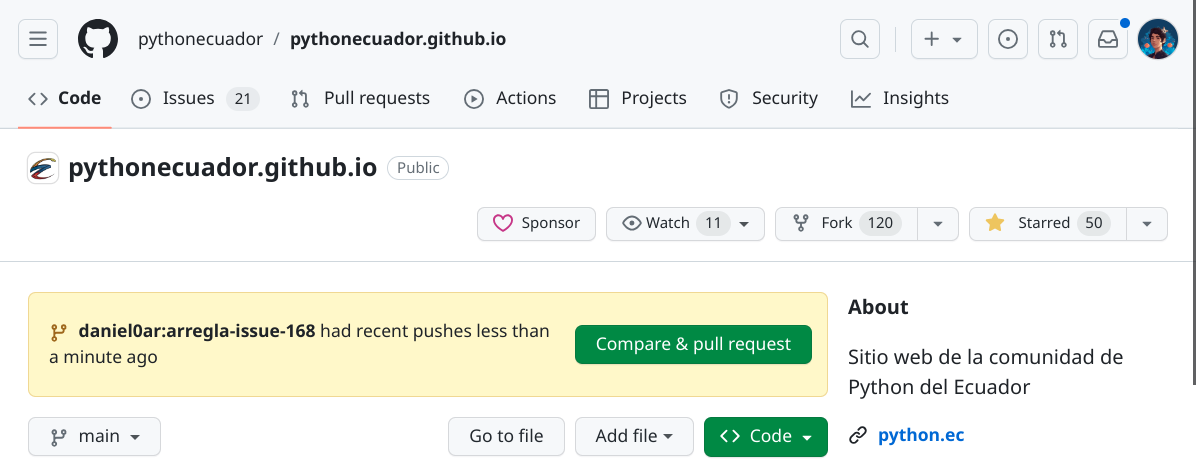 pythonecuador / pythonecuador.github.io
Code Issues 21 Pull requests Actions Projects Security Insights
pythonecuador.github.io Public
Sponsor Watch 11 Fork 120 Starred 50
daniel0ar:arregla-issue-168 had recent pushes less than
a minute ago
Compare & pull request
main Go to file Add file Code
About
Sitio web de la comunidad de
Python del Ecuador
python.ec